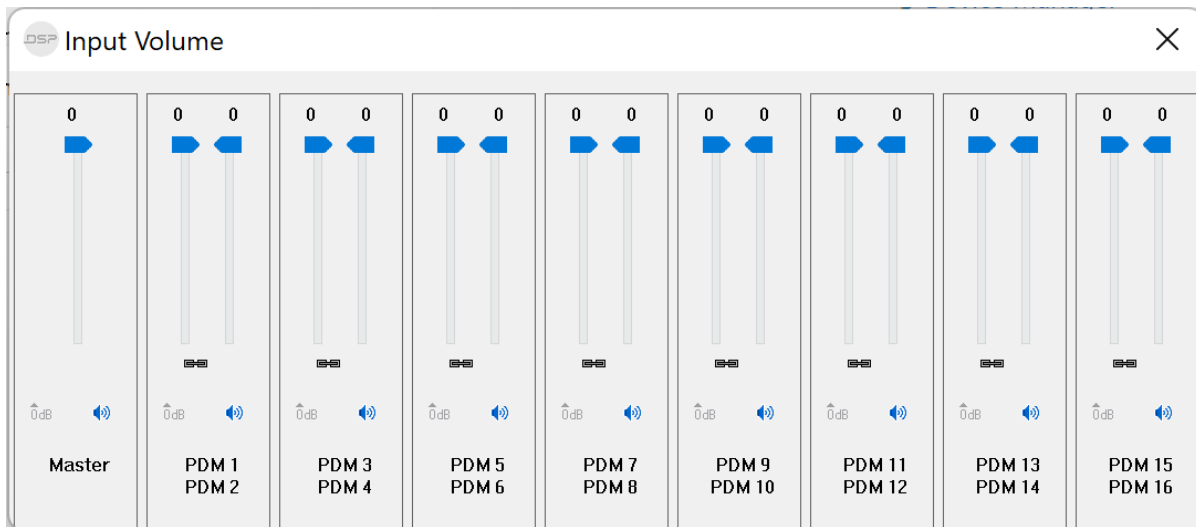 DSP Input Volume
0 0 0 0 0 0 0 0 0 0 0 0 0 0 0 0 0
0dB 0dB 0dB 0dB 0dB 0dB 0dB 0dB 0dB
Master PDM 1 PDM 3 PDM 5 PDM 7 PDM 9 PDM 11 PDM 13 PDM 15
PDM 2 PDM 4 PDM 6 PDM 8 PDM 10 PDM 12 PDM 14 PDM 16